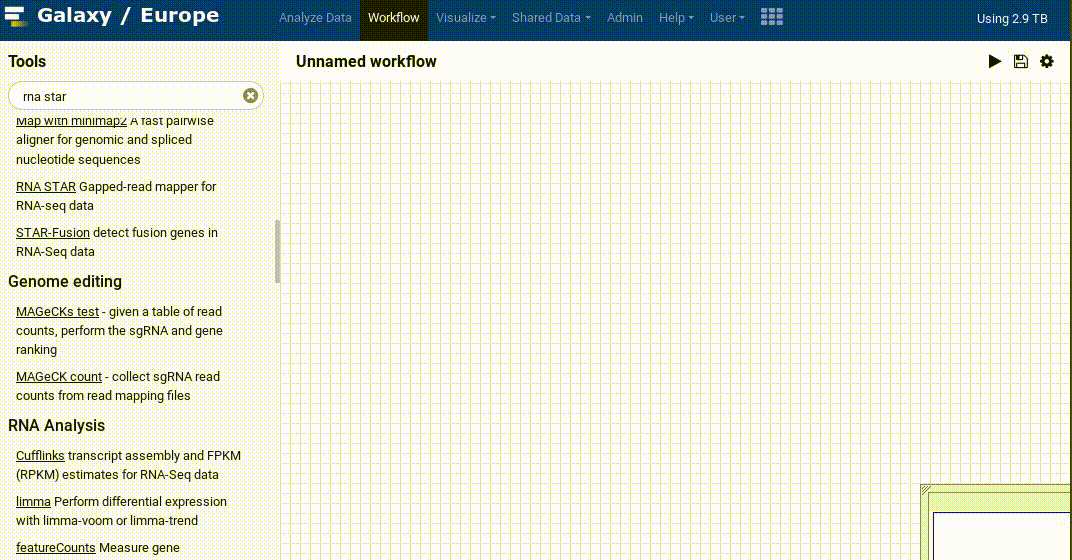 Galaxy / Europe
Analyze Data Workflow Visualize Shared Data Admin Help User
Using 2.9 TB
Tools
Unnamed workflow
rna star
Map with minimap2 A fast pairwise
aligner for genomic and spliced
nucleotide sequences
RNA STAR Gapped-read mapper for
RNA-seq data
STAR-Fusion detect fusion genes in
RNA-Seq data
Genome editing
MAGeCKs test - given a table of read
counts, perform the sgRNA and gene
ranking
MAGeCK count - collect sgRNA read
counts from read mapping files
RNA Analysis
Cufflinks transcript assembly and FPKM
(RPKM) estimates for RNA-Seq data
limma Perform differential expression
with limma-voom or limma-trend
featureCounts Measure gene